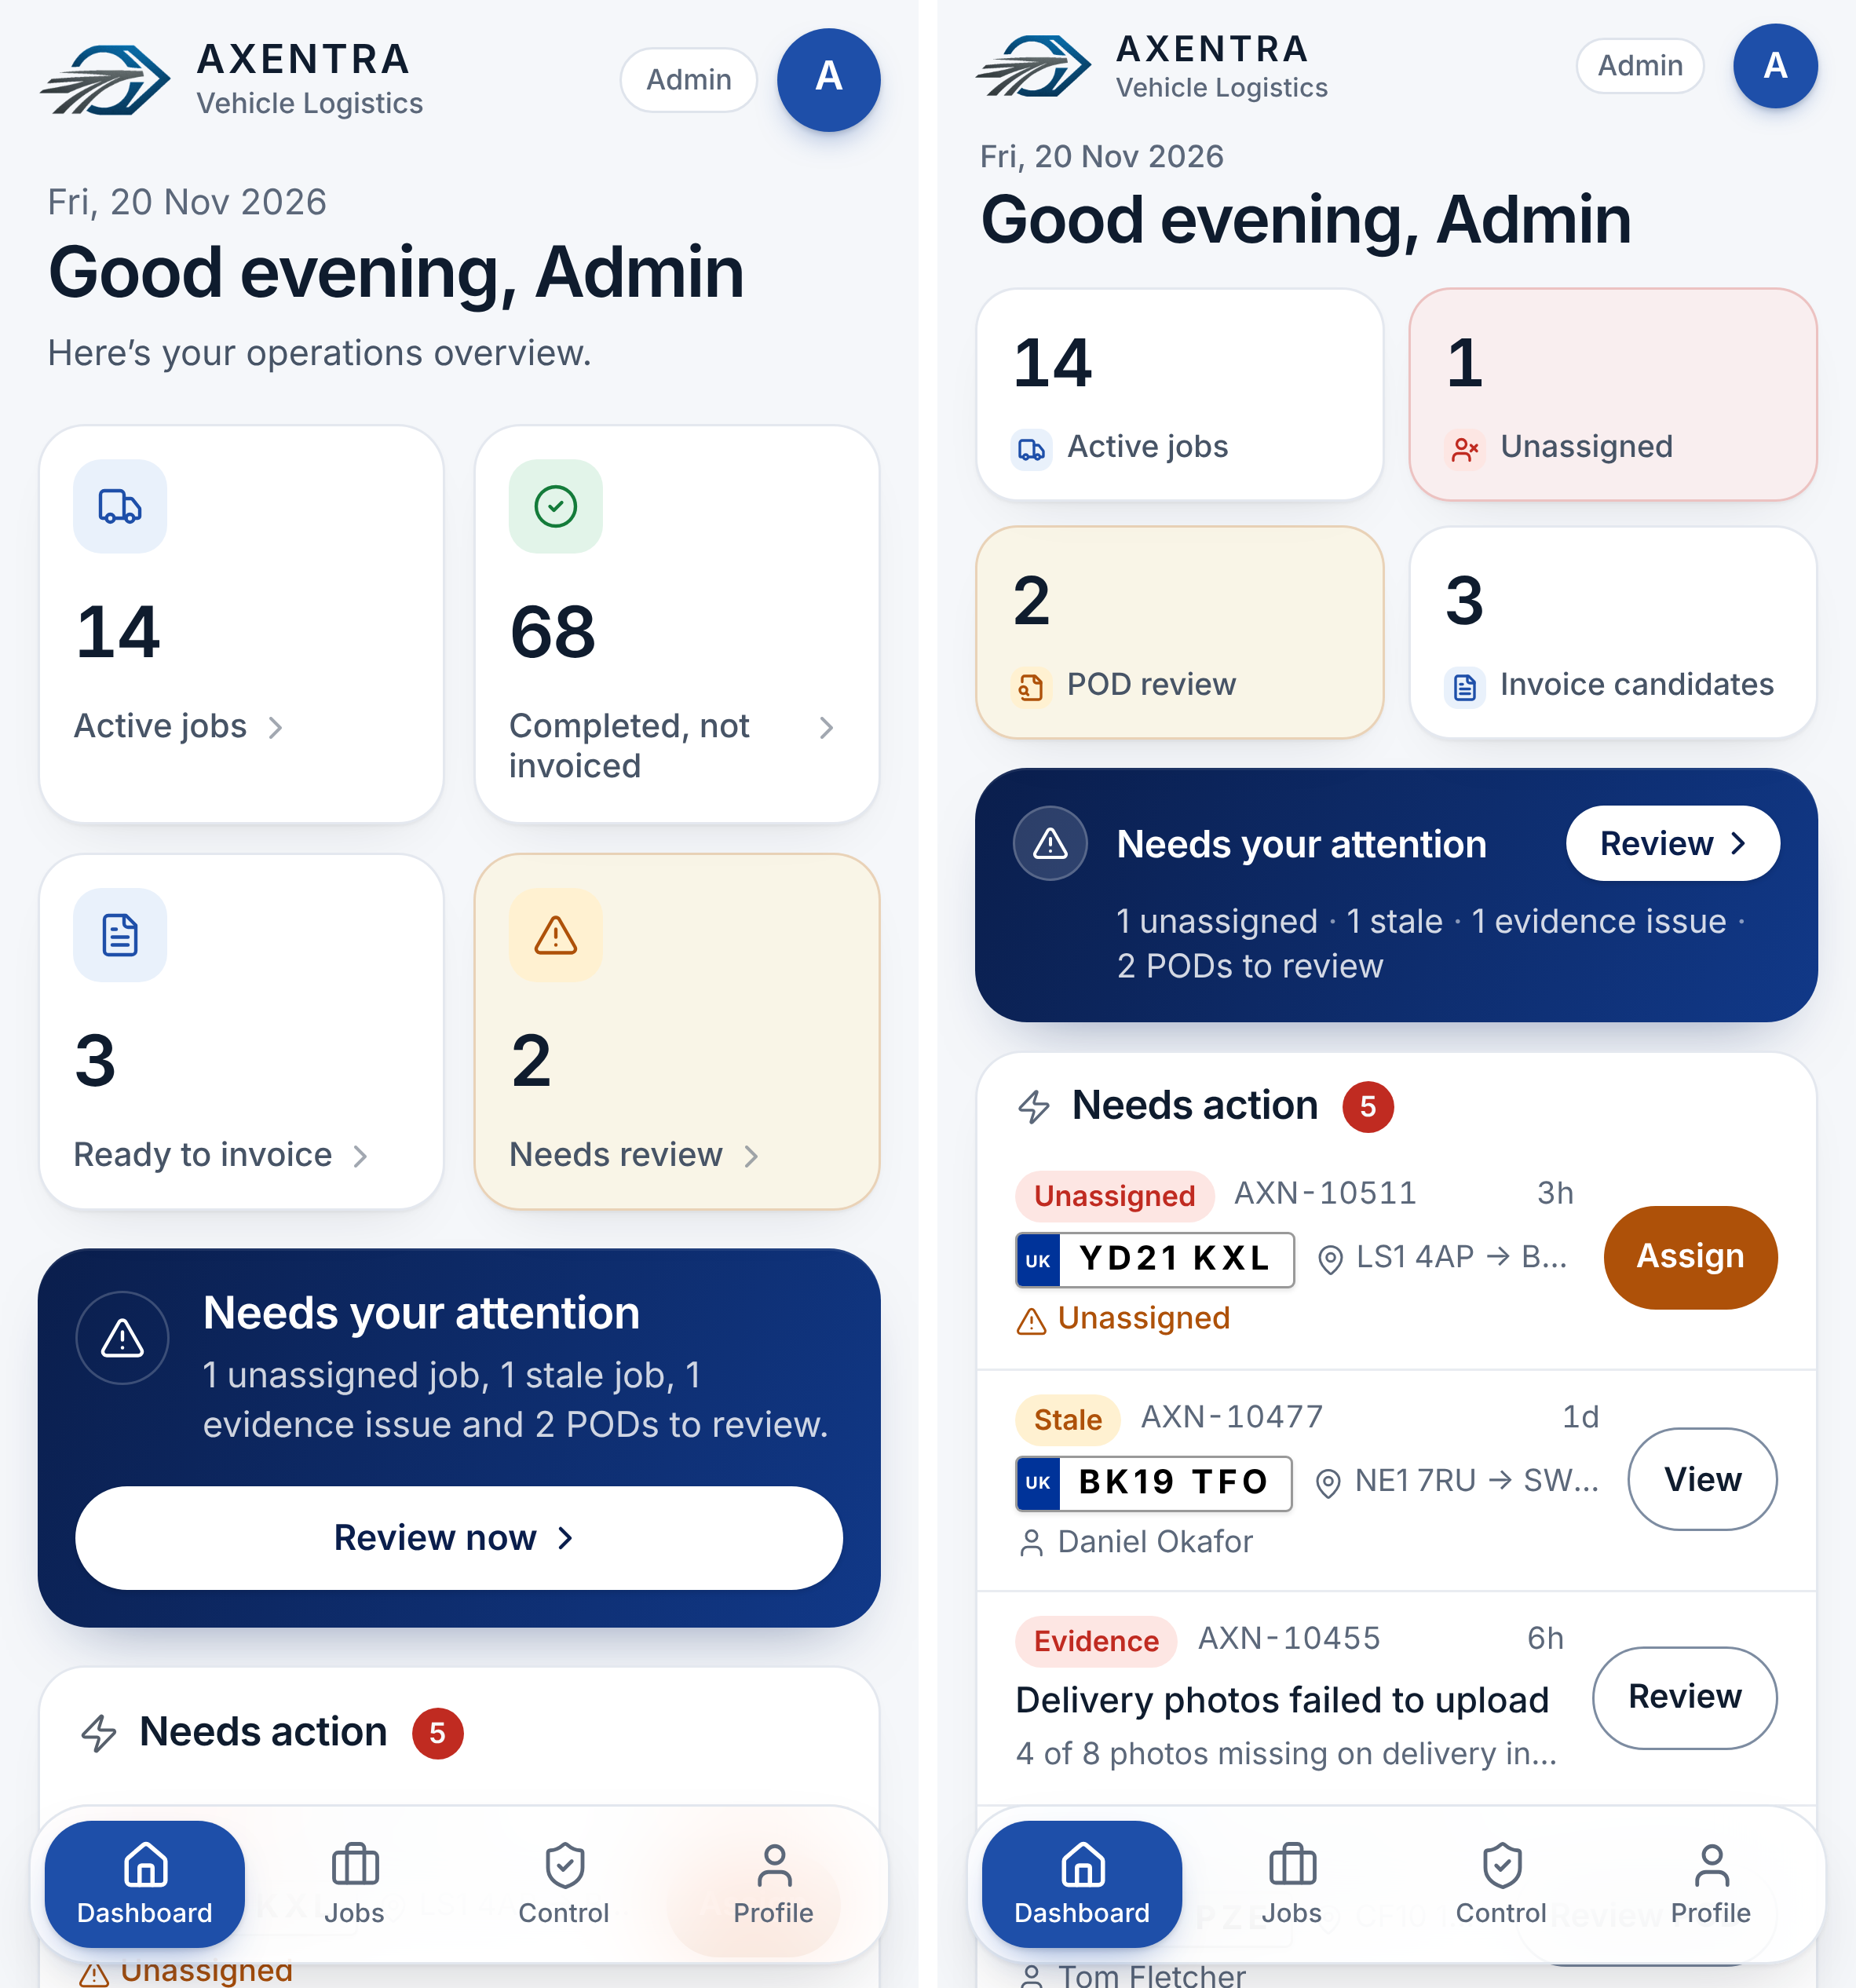 AXENTRA
Vehicle Logistics
Admin
A
Fri, 20 Nov 2026
Good evening, Admin
Here’s your operations overview.
14
Active jobs
68
Completed, not
invoiced
3
Ready to invoice
2
Needs review
Needs your attention
1 unassigned job, 1 stale job, 1
evidence issue and 2 PODs to review.
Review now
Needs action
5
Dashboard
Jobs
Control
Profile
Unassigned
AXENTRA
Vehicle Logistics
Admin
A
Fri, 20 Nov 2026
Good evening, Admin
14
Active jobs
1
Unassigned
2
POD review
3
Invoice candidates
Needs your attention
Review
1 unassigned · 1 stale · 1 evidence issue ·
2 PODs to review
Needs action
5
Unassigned AXN-10511 3h
UK YD21 KXL LS1 4AP → B...
Assign
Unassigned
Stale AXN-10477 1d
UK BK19 TFO NE1 7RU → SW...
View
Daniel Okafor
Evidence AXN-10455 6h
Delivery photos failed to upload
Review
4 of 8 photos missing on delivery in...
Dashboard
Jobs
Control
Profile
Tom Fletcher